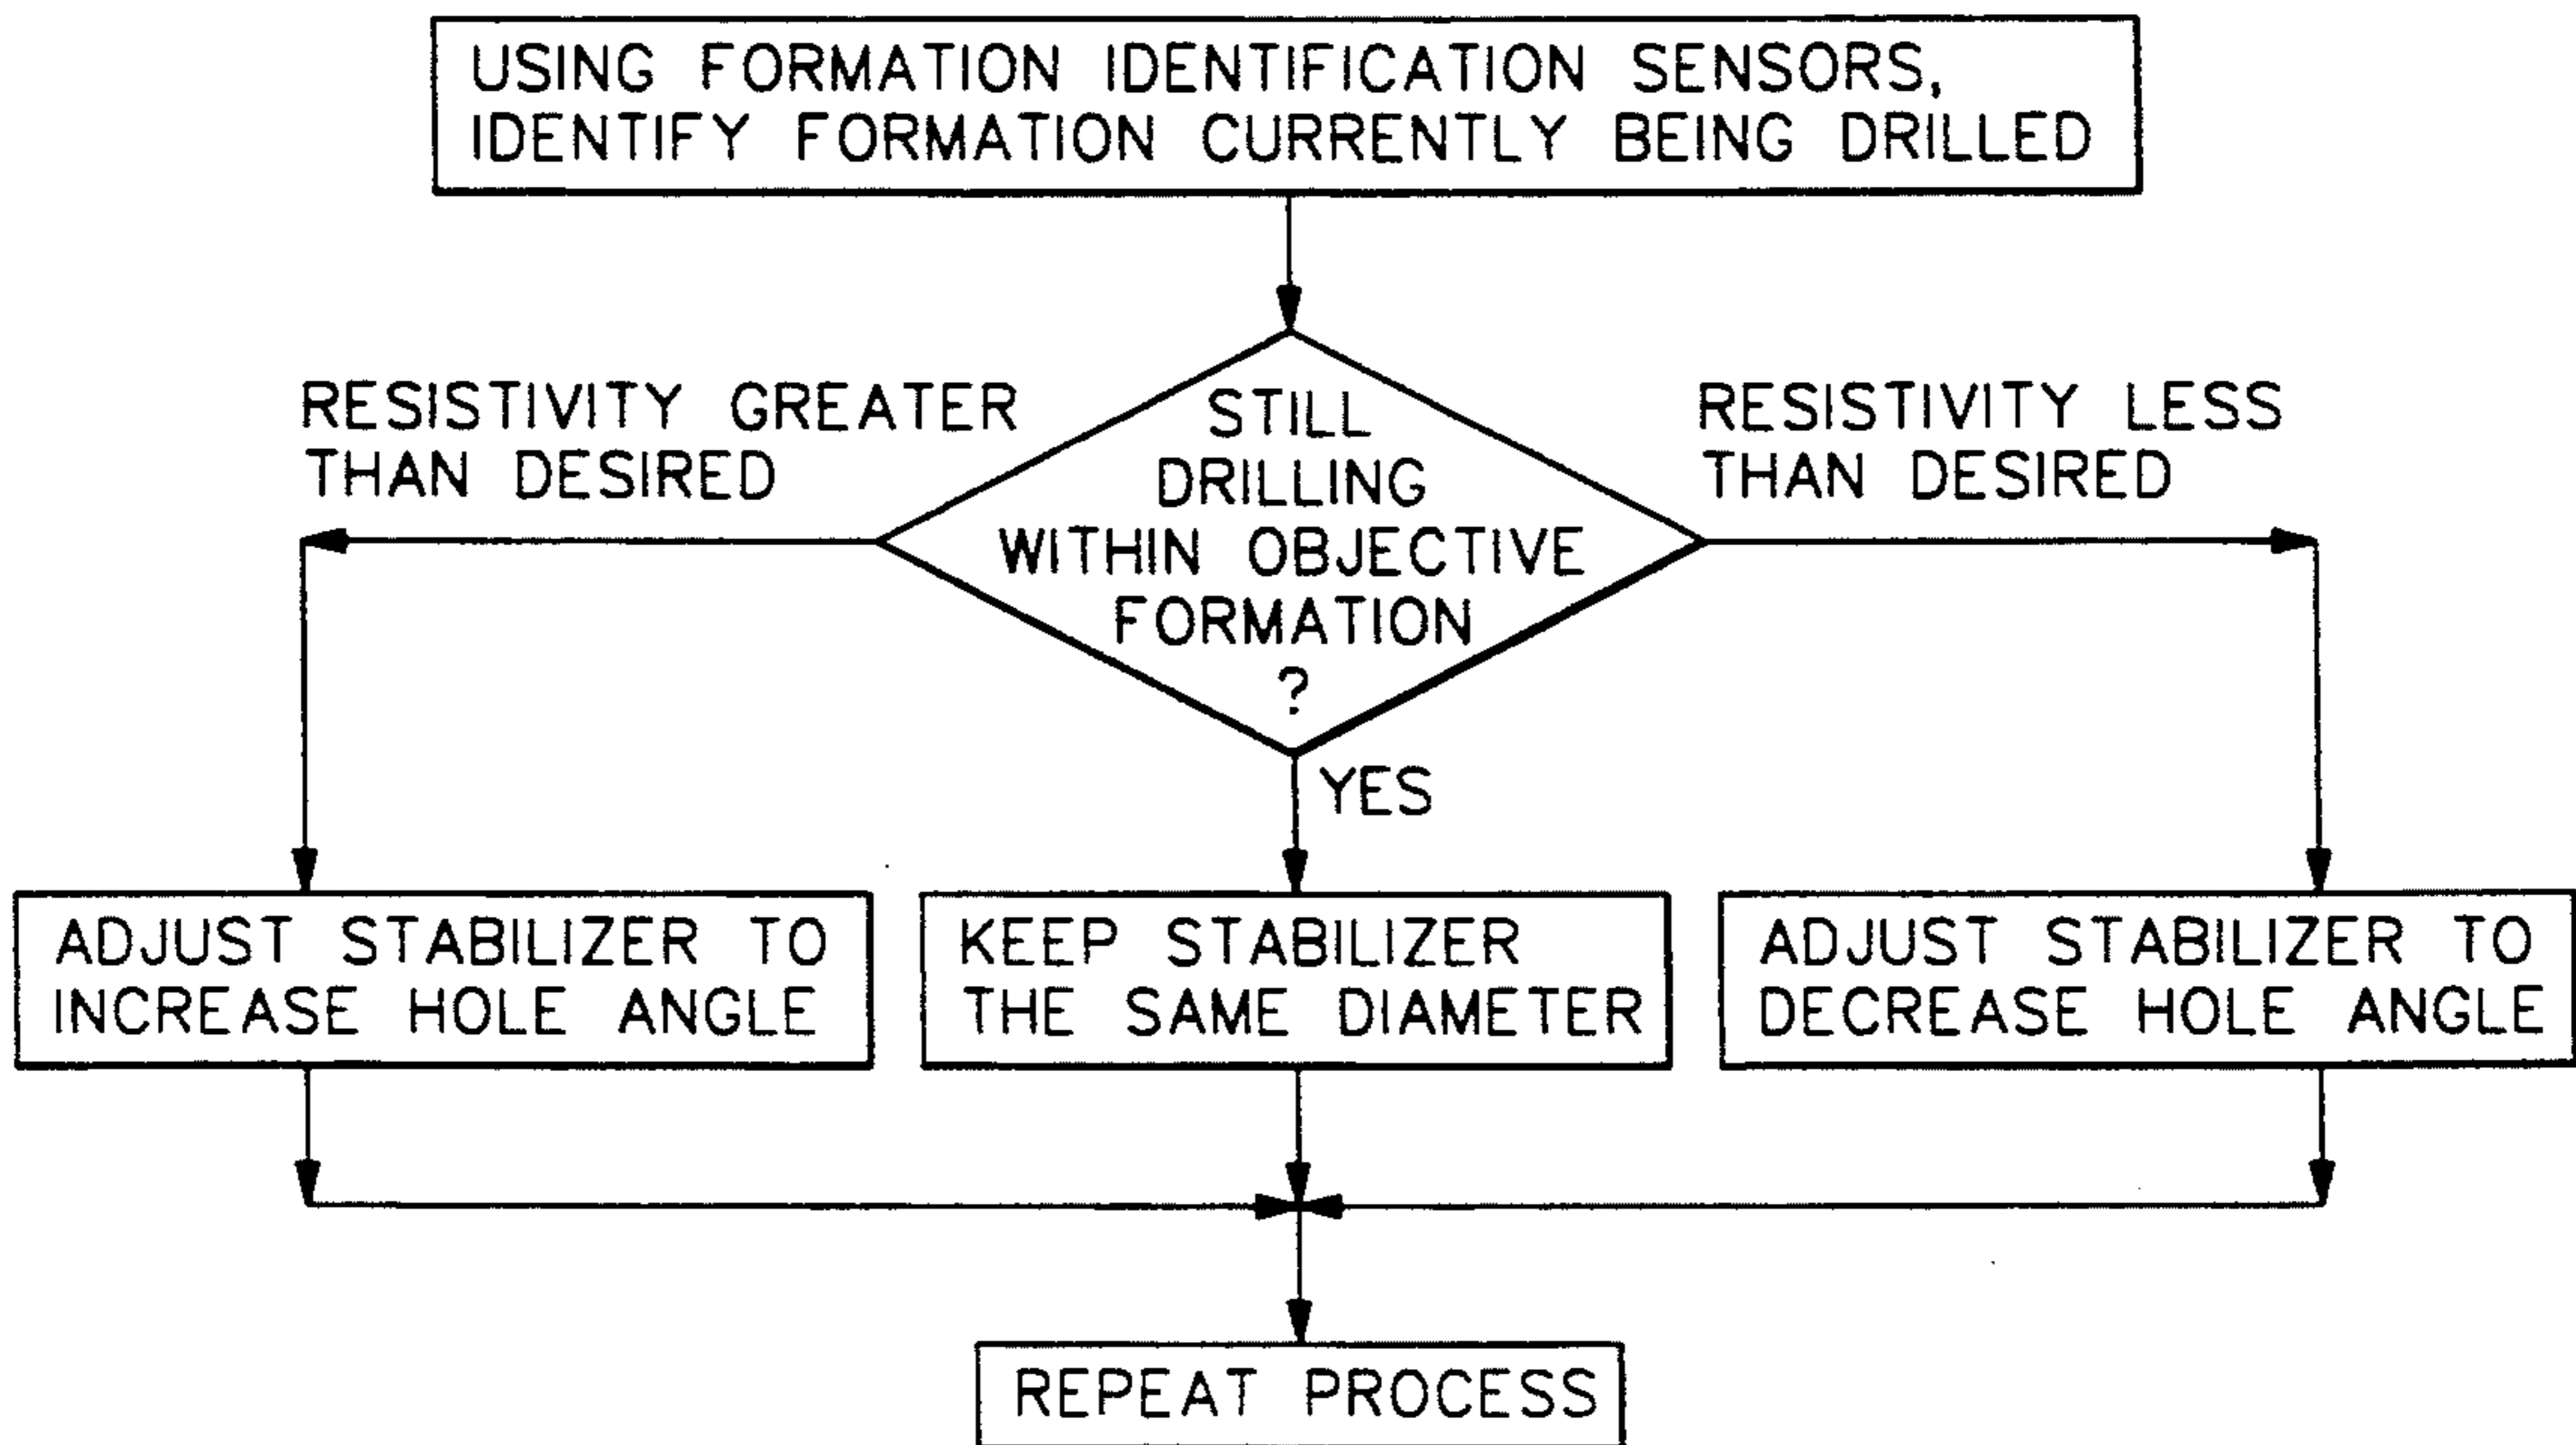 USING FORMATION IDENTIFICATION SENSORS,
IDENTIFY FORMATION CURRENTLY BEING DRILLED
RESISTIVITY GREATER
THAN DESIRED
STILL
DRILLING
WITHIN OBJECTIVE
FORMATION
?
RESISTIVITY LESS
THAN DESIRED
YES
ADJUST STABILIZER TO
INCREASE HOLE ANGLE
KEEP STABILIZER
THE SAME DIAMETER
ADJUST STABILIZER TO
DECREASE HOLE ANGLE
REPEAT PROCESS